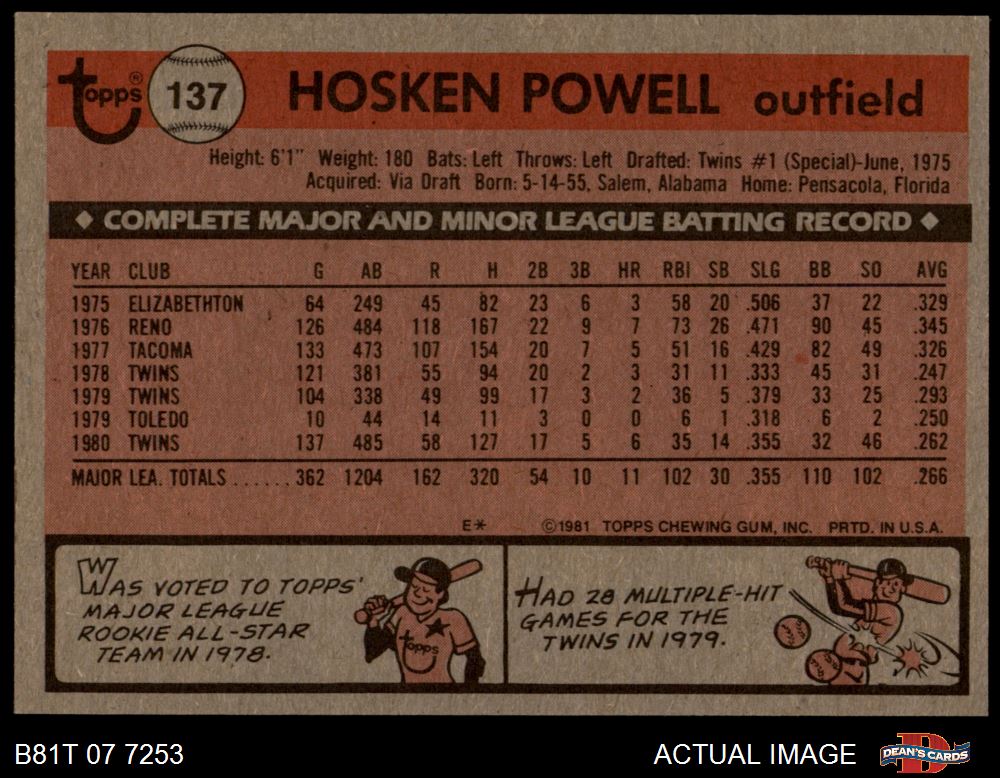 topps® 137 HOSKEN POWELL outfield
Height: 6'1" Weight: 180 Bats: Left Throws: Left Drafted: Twins #1 (Special)-June, 1975
Acquired: Via Draft Born: 5-14-55, Salem, Alabama Home: Pensacola, Florida
◆ COMPLETE MAJOR AND MINOR LEAGUE BATTING RECORD ◆
YEAR CLUB G AB R H 2B 3B HR RBI SB SLG BB SO AVG
1975 ELIZABETHTON 64 249 45 82 23 6 3 58 20 .506 37 22 .329
1976 RENO 126 484 118 167 22 9 7 73 26 .471 90 45 .345
1977 TACOMA 133 473 107 154 20 7 5 51 16 .429 82 49 .326
1978 TWINS 121 381 55 94 20 2 3 31 11 .333 45 31 .247
1979 TWINS 104 338 49 99 17 3 2 36 5 .379 33 25 .293
1979 TOLEDO 10 44 14 11 3 0 0 6 1 .318 6 2 .250
1980 TWINS 137 485 58 127 17 5 6 35 14 .355 32 46 .262
MAJOR LEA. TOTALS ...... 362 1204 162 320 54 10 11 102 30 .355 110 102 .266
E* ©1981 TOPPS CHEWING GUM, INC. PRTD. IN U.S.A.
WAS VOTED TO TOPPS'
MAJOR LEAGUE
ROOKIE ALL-STAR
TEAM IN 1978.
topps
HAD 28 MULTIPLE-HIT
GAMES FOR THE
TWINS IN 1979.
B81T 07 7253 ACTUAL IMAGE DEAN'S CARDS